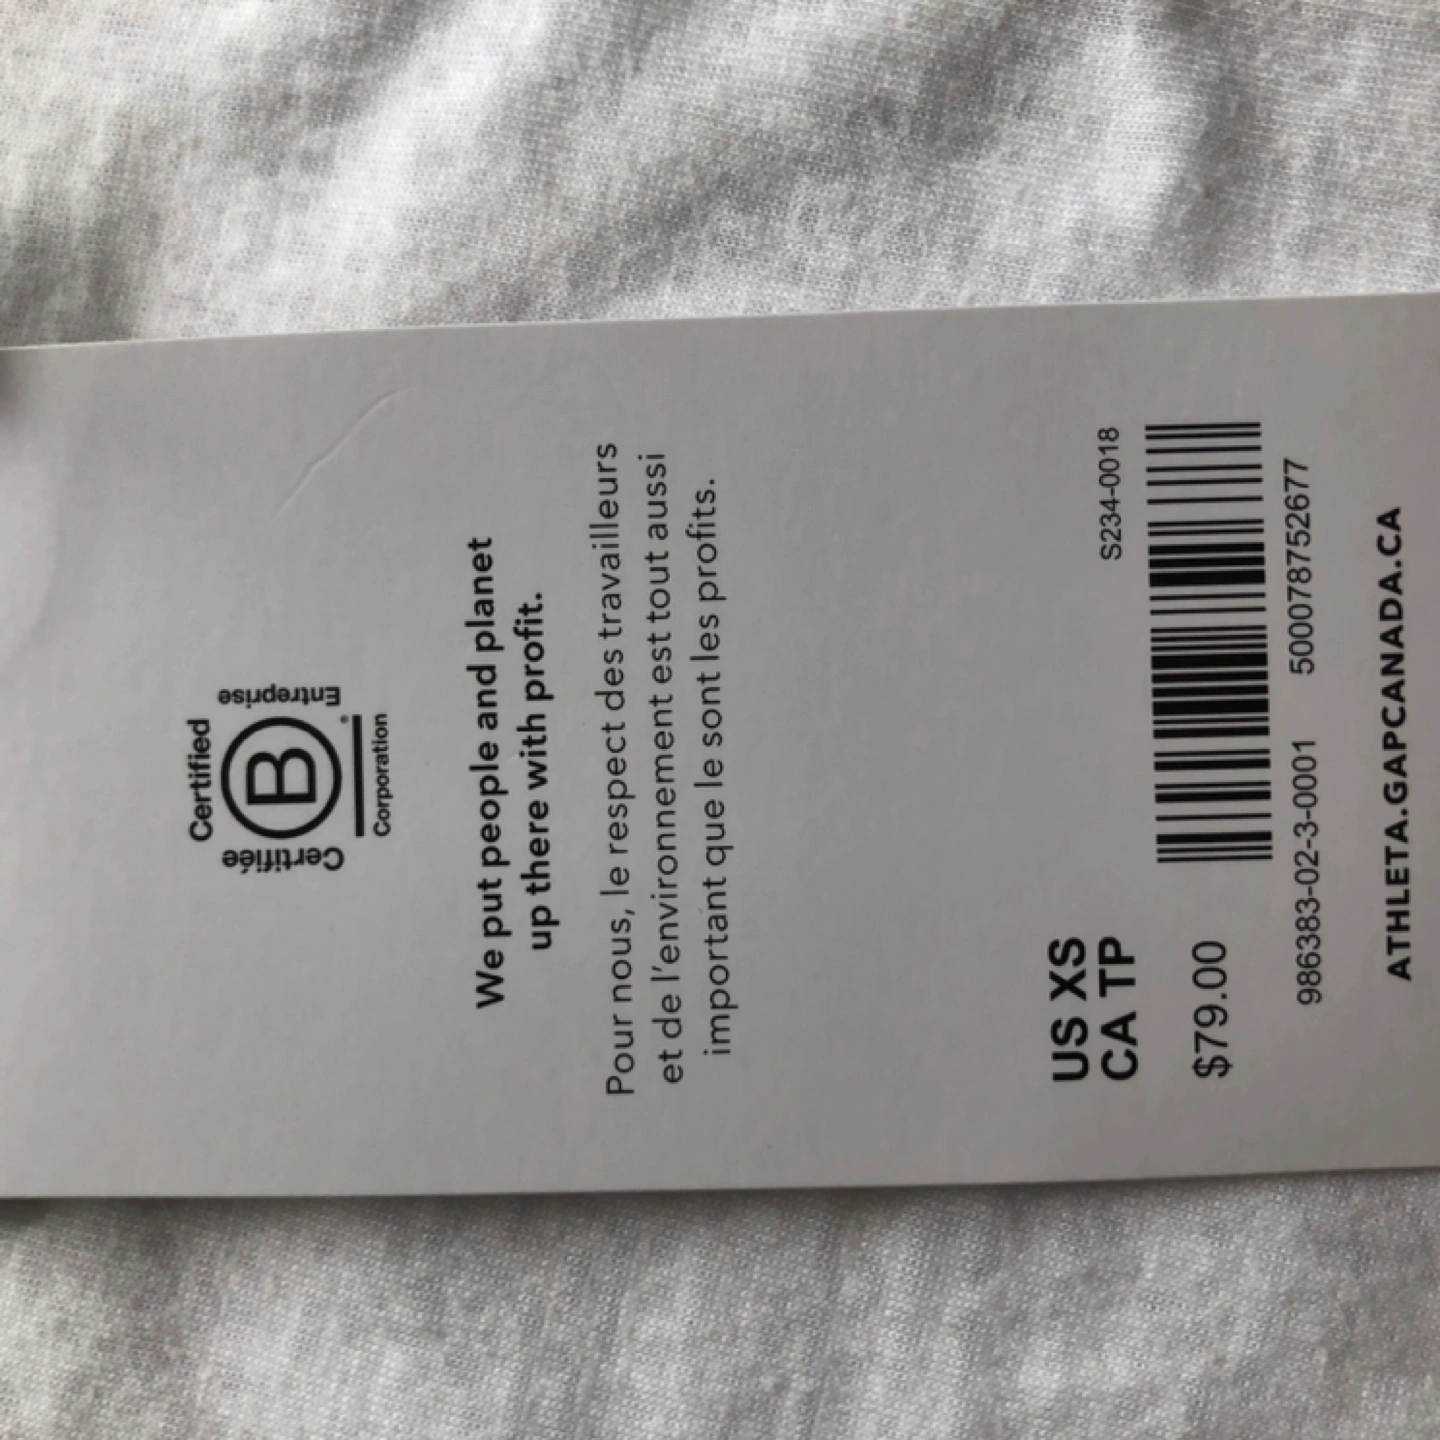 Certified
Certifiée
B
Entreprise
®
Corporation
We put people and planet
up there with profit.
Pour nous, le respect des travailleurs
et de l'environnement est tout aussi
important que le sont les profits.
US XS
CA TP
S234-0018
$79.00
986383-02-3-0001 500078752677
ATHLETA.GAPCANADA.CA